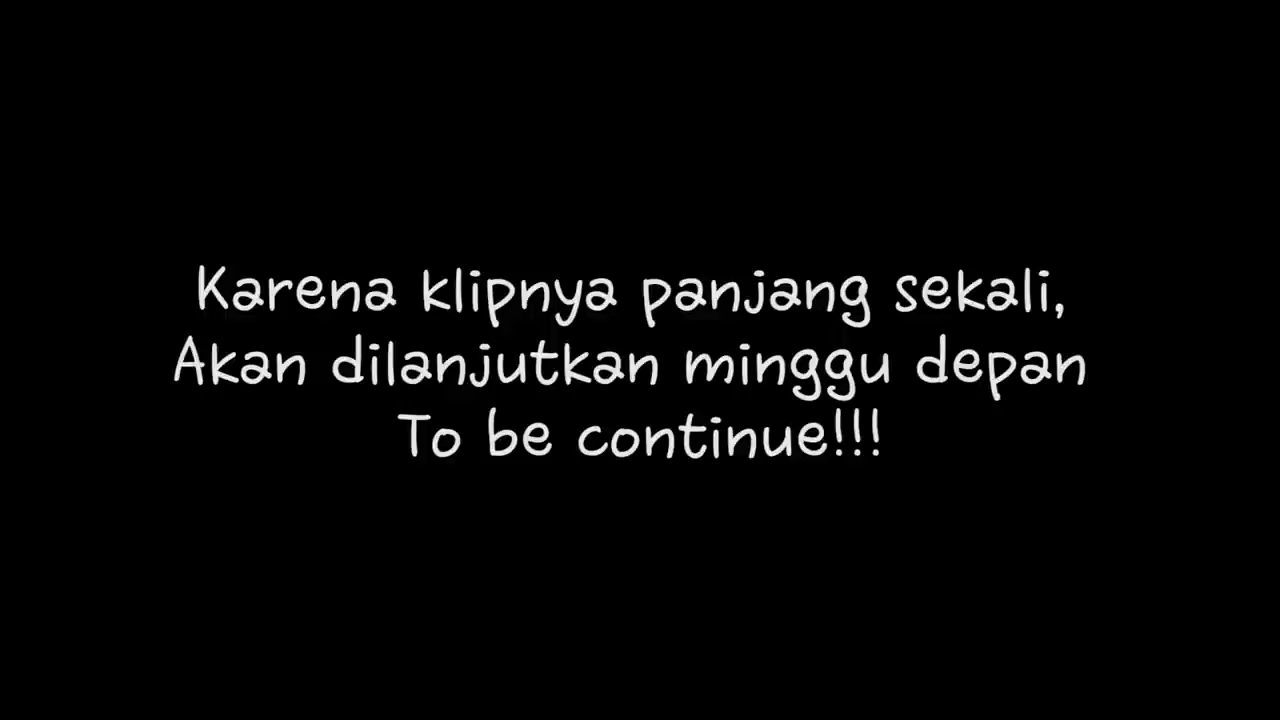 Karena klipnya panjang sekali,
Akan dilanjutkan minggu depan
To be continue!!!